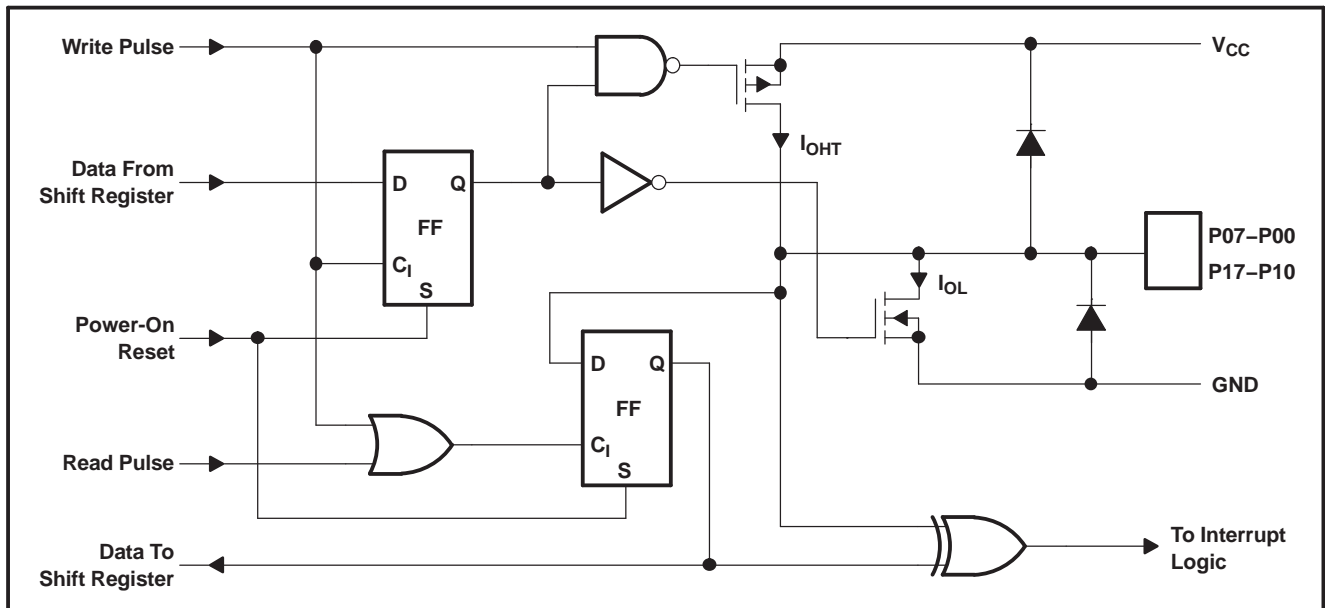 Write Pulse
V_CC
I_OHT
Data From
Shift Register
D
Q
FF
P07–P00
P17–P10
C_I
S
I_OL
Power-On
Reset
D
Q
GND
FF
C_I
Read Pulse
S
Data To
Shift Register
To Interrupt
Logic